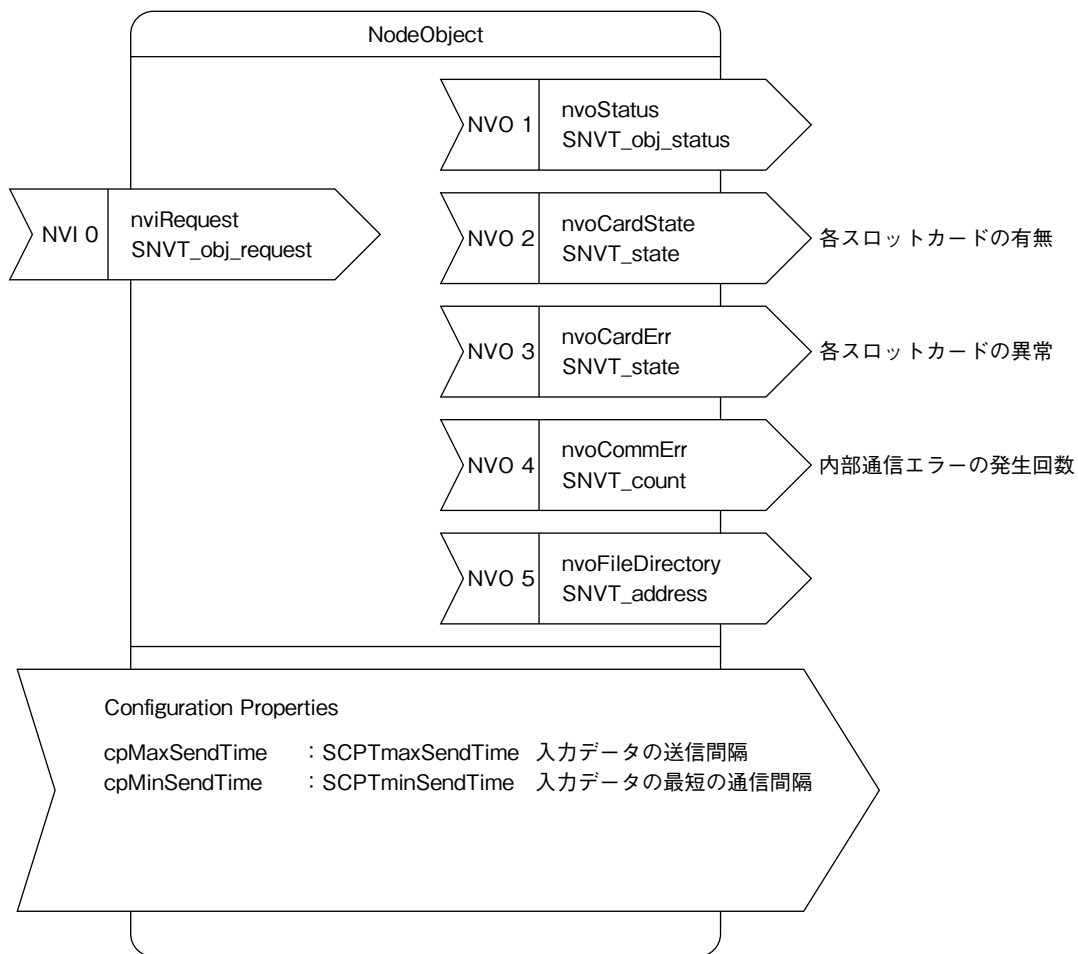 NodeObject
NVO 1
nvoStatus
SNVT_obj_status
NVI 0
nviRequest
SNVT_obj_request
NVO 2
nvoCardState
SNVT_state
各スロットカードの有無
NVO 3
nvoCardErr
SNVT_state
各スロットカードの異常
NVO 4
nvoCommErr
SNVT_count
内部通信エラーの発生回数
NVO 5
nvoFileDirectory
SNVT_address
Configuration Properties
cpMaxSendTime ：SCPTmaxSendTime 入力データの送信間隔
cpMinSendTime ：SCPTminSendTime 入力データの最短の通信間隔